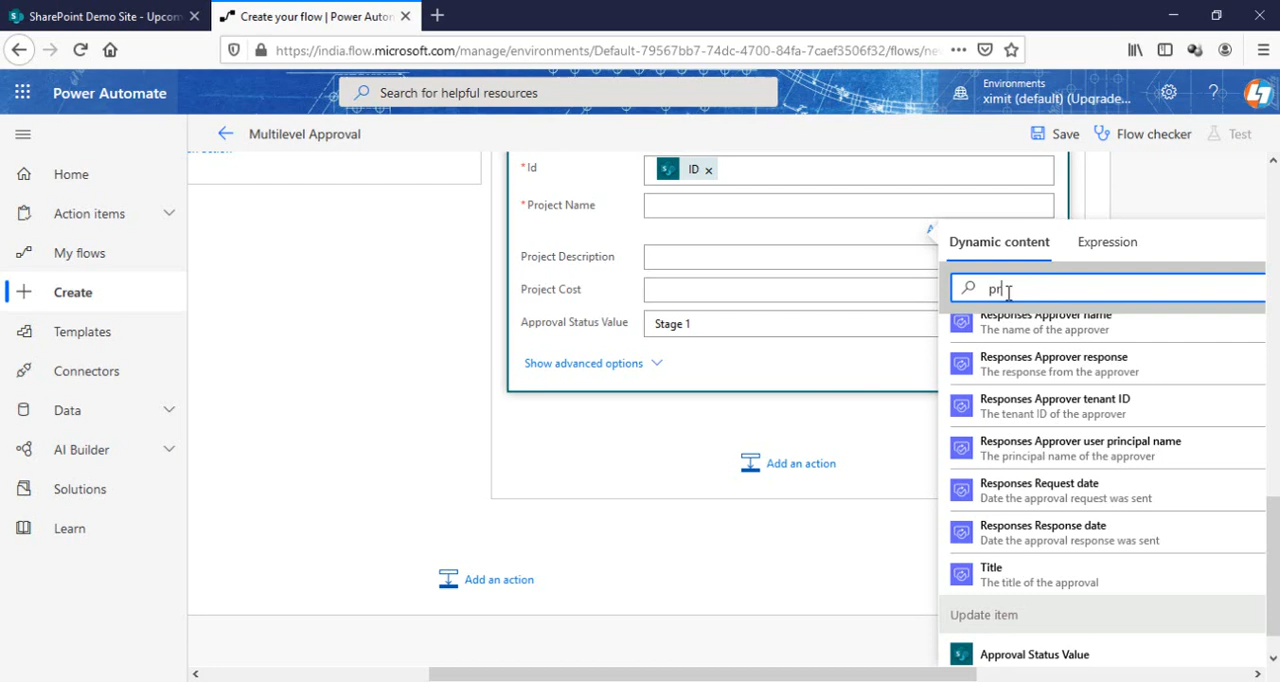 SharePoint Demo Site - Upcom
Create your flow | Power Automa
https://india.flow.microsoft.com/manage/environments/Default-79567bb7-74dc-4700-84fa-7caef3506f32/flows/ne
Power Automate
Search for helpful resources
Environments
ximit (default) (Upgrade...
Multilevel Approval
Save
Flow checker
Test
Home
Action items
My flows
Create
Templates
Connectors
Data
AI Builder
Solutions
Learn
* Id
ID
* Project Name
Project Description
Project Cost
Approval Status Value
Stage 1
Show advanced options
Add an action
Add an action
Dynamic content
Expression
pr
Responses Approver name
The name of the approver
Responses Approver response
The response from the approver
Responses Approver tenant ID
The tenant ID of the approver
Responses Approver user principal name
The principal name of the approver
Responses Request date
Date the approval request was sent
Responses Response date
Date the approval response was sent
Title
The title of the approval
Update item
Approval Status Value